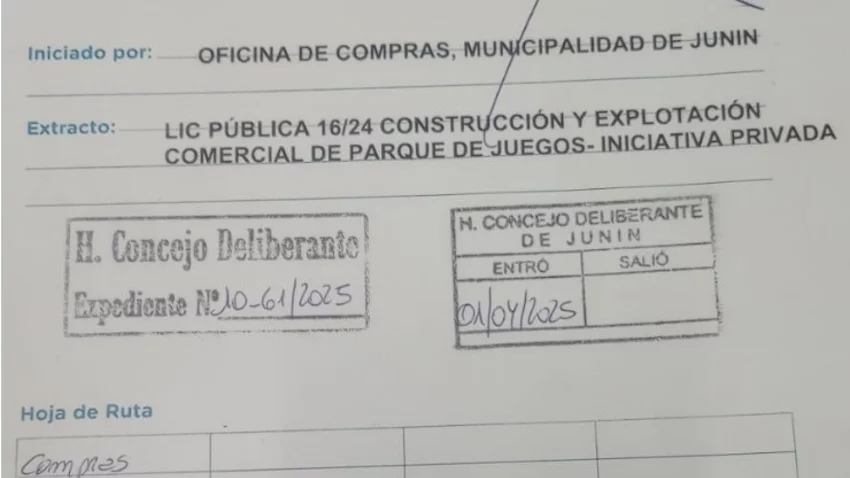 Iniciado por: OFICINA DE COMPRAS, MUNICIPALIDAD DE JUNIN
Extracto: LIC PÚBLICA 16/24 CONSTRUCCIÓN Y EXPLOTACIÓN
COMERCIAL DE PARQUE DE JUEGOS- INICIATIVA PRIVADA
H. Concejo Deliberante
Expediente Nº 10-61/2025
H. CONCEJO DELIBERANTE
DE JUNIN
ENTRÓ SALIÓ
01/04/2025
Hoja de Ruta
Compras